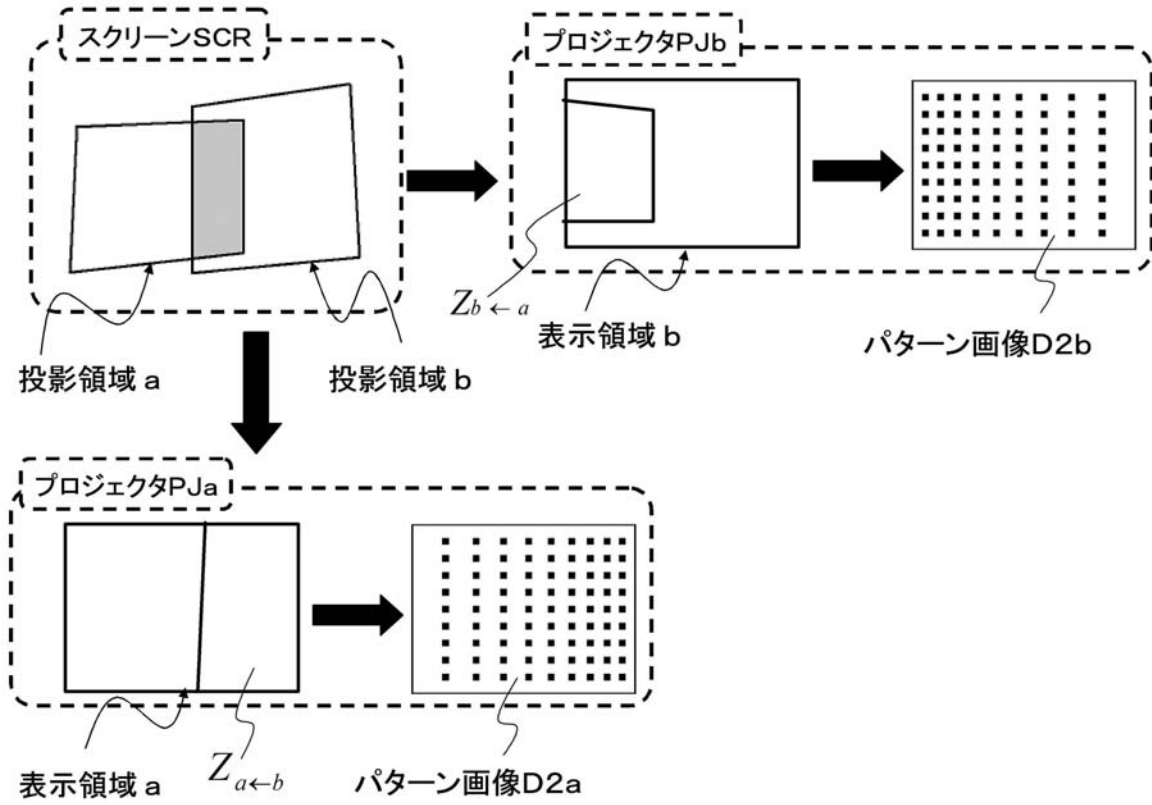 スクリーンSCR
プロジェクタPJb
Zb←a
表示領域b
パターン画像D2b
投影領域a
投影領域b
プロジェクタPJa
表示領域a
Za←b
パターン画像D2a